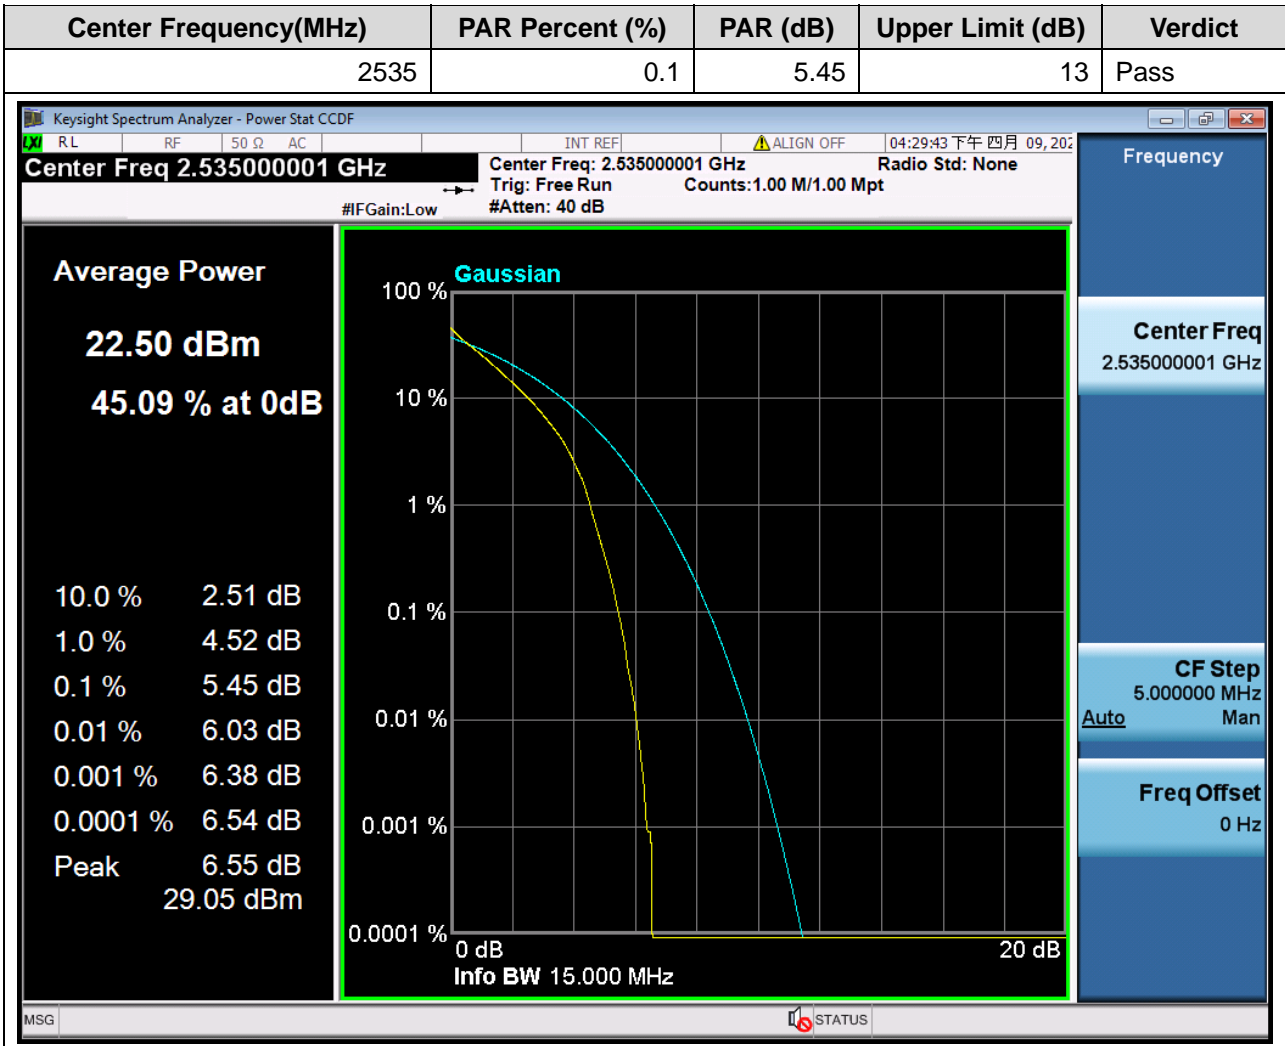 Center Frequency(MHz) PAR Percent (%) PAR (dB) Upper Limit (dB) Verdict
2535 0.1 5.45 13 Pass
Keysight Spectrum Analyzer - Power Stat CCDF
LXI RL RF 50 Ω AC INT REF ALIGN OFF 04:29:43 下午 四月 09, 202
Center Freq 2.535000001 GHz
Center Freq: 2.535000001 GHz Radio Std: None
Trig: Free Run Counts:1.00 M/1.00 Mpt
#IFGain:Low #Atten: 40 dB
Average Power
22.50 dBm
45.09 % at 0dB
10.0 % 2.51 dB
1.0 % 4.52 dB
0.1 % 5.45 dB
0.01 % 6.03 dB
0.001 % 6.38 dB
0.0001 % 6.54 dB
Peak 6.55 dB
29.05 dBm
Gaussian
100 %
10 %
1 %
0.1 %
0.01 %
0.001 %
0.0001 %
0 dB 20 dB
Info BW 15.000 MHz
Frequency
Center Freq
2.535000001 GHz
CF Step
5.000000 MHz
Auto Man
Freq Offset
0 Hz
MSG STATUS